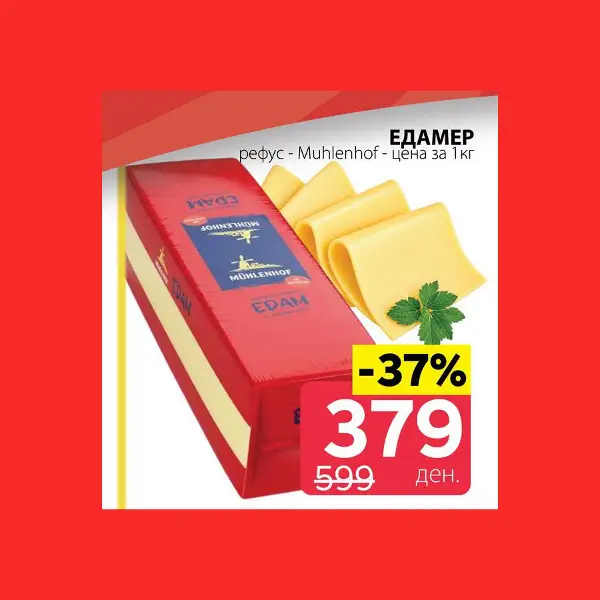 ЕДАМЕР
рефус - Muhlenhof - цена за 1кг
EDAM
MÜHLENHOF
MÜHLENHOF
EDAM
-37%
379
599 ден.